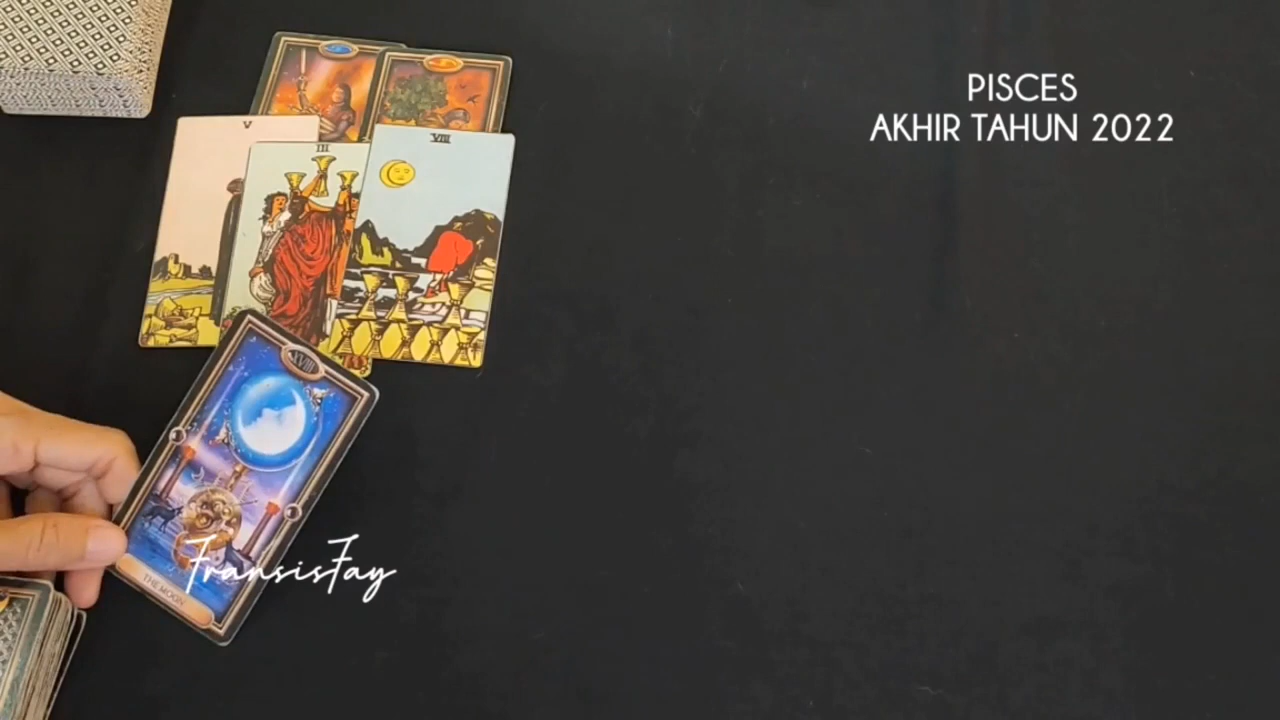 PISCES
AKHIR TAHUN 2022
V
III
VIII
XVIII
THE MOON
FransisFay